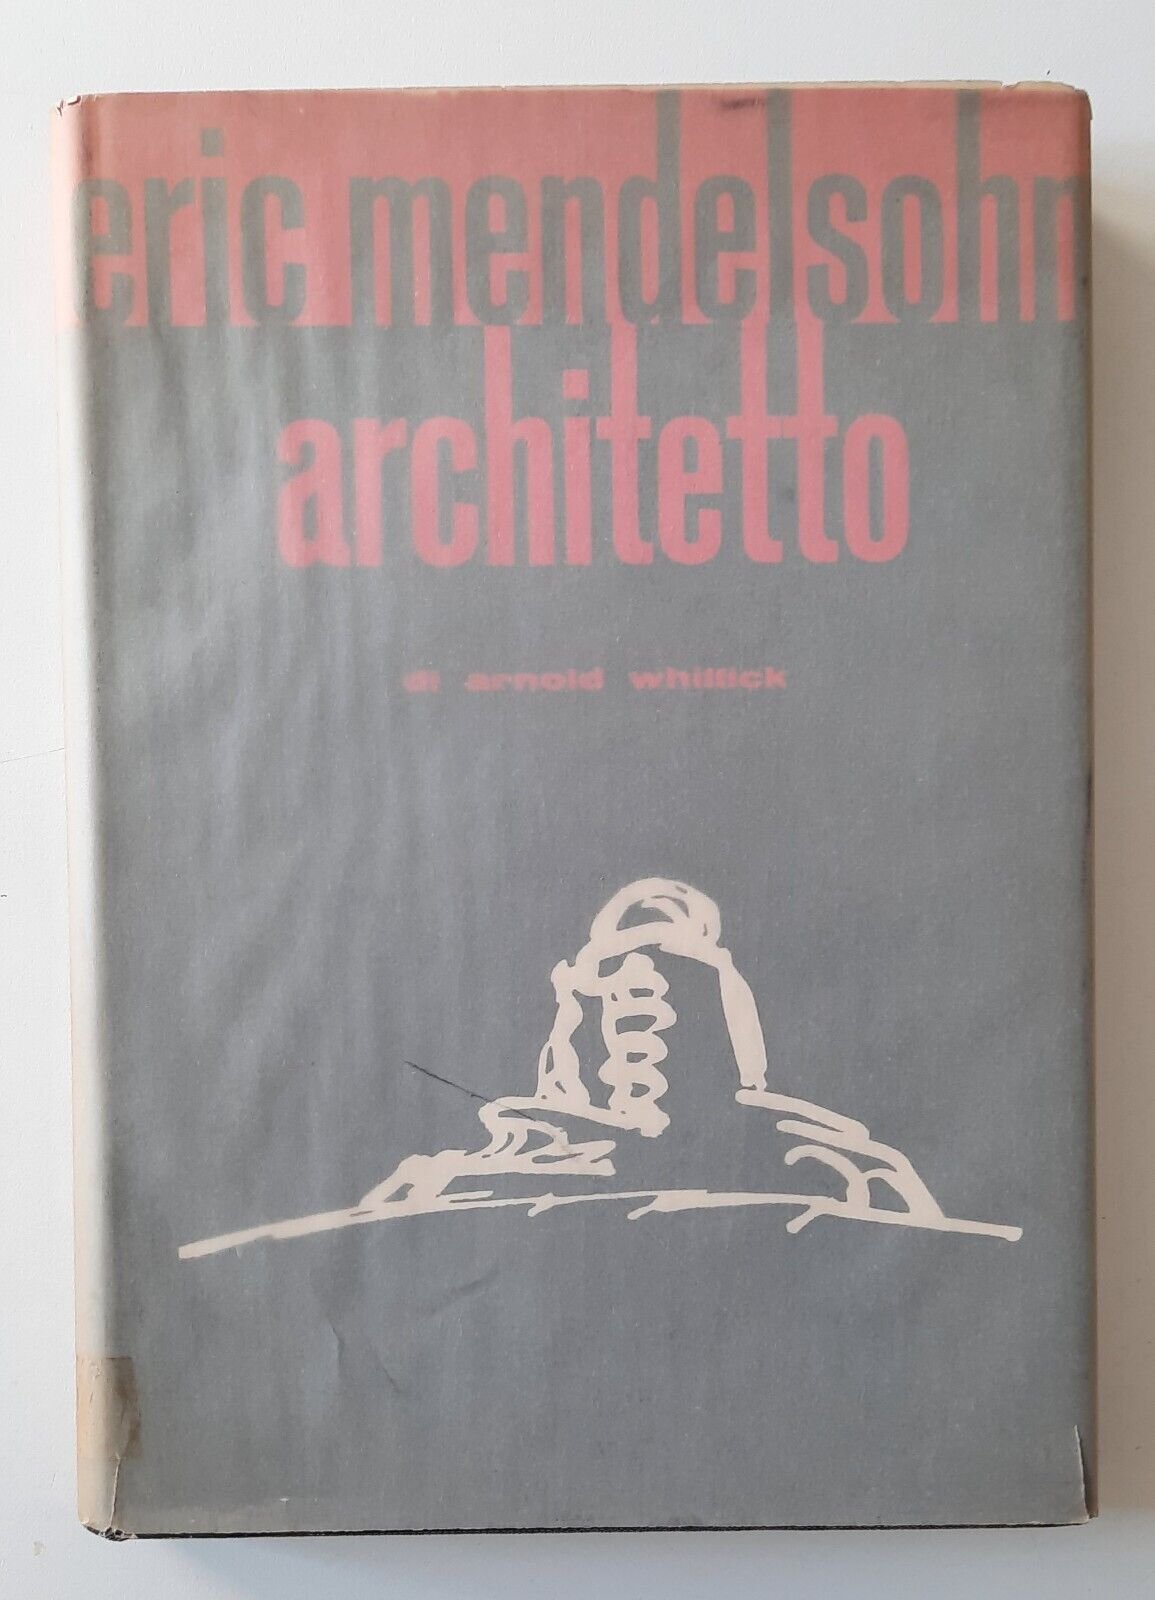 eric mendelsohn
architetto
di arnold whittick